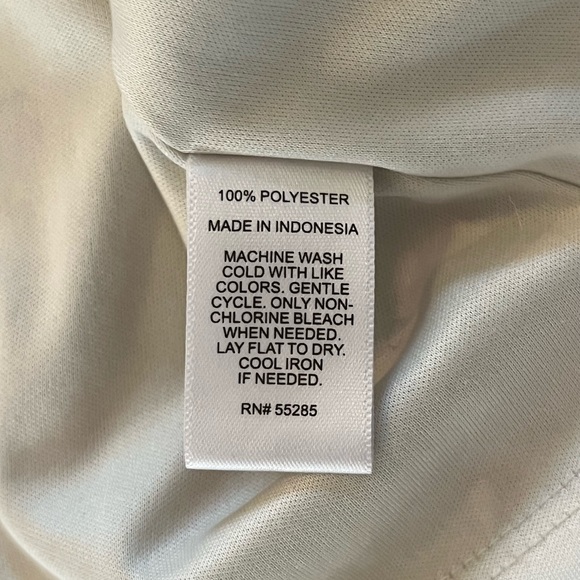 100% POLYESTER
MADE IN INDONESIA
MACHINE WASH
COLD WITH LIKE
COLORS. GENTLE
CYCLE. ONLY NON-
CHLORINE BLEACH
WHEN NEEDED.
LAY FLAT TO DRY.
COOL IRON
IF NEEDED.
RN# 55285